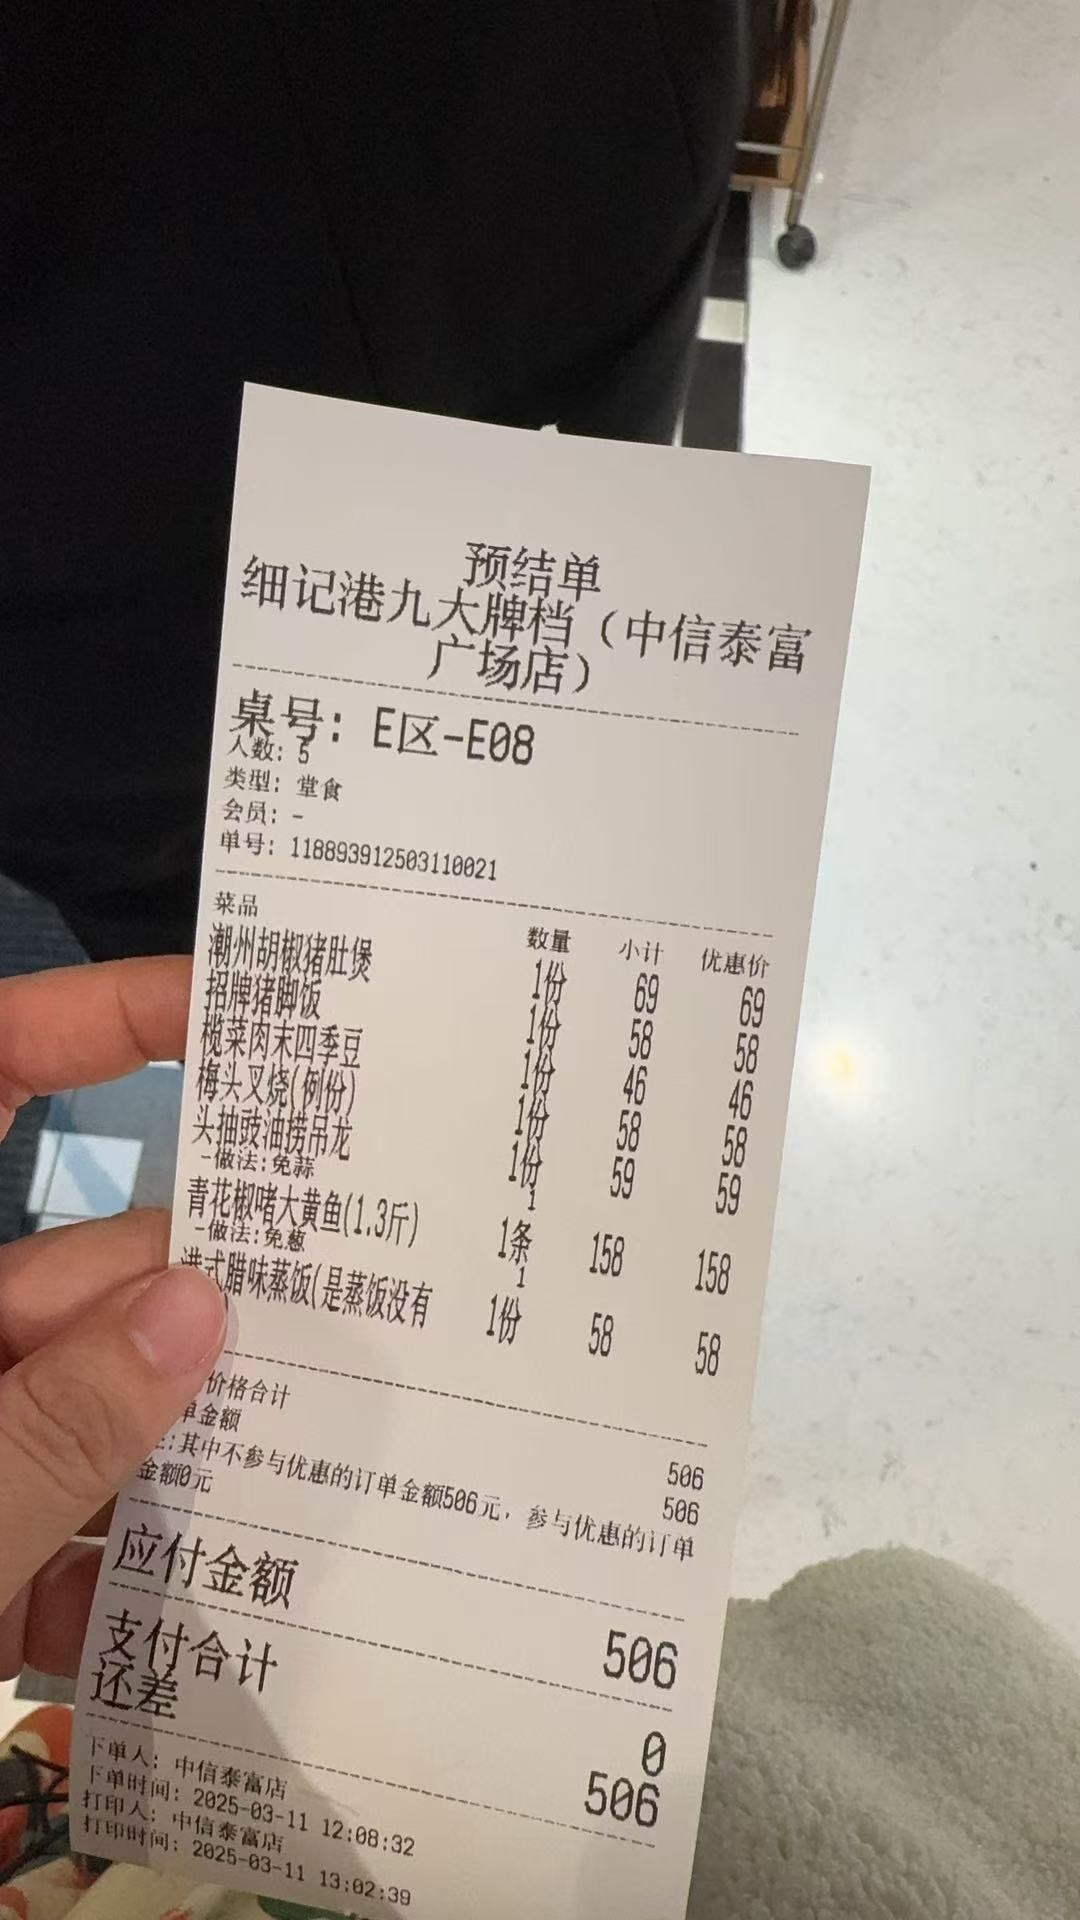 预结单
细记港九大牌档（中信泰富
广场店）
桌号: E区-E08
人数: 5
类型: 堂食
会员: -
单号: 118893912503110021
菜品 数量 小计 优惠价
潮州胡椒猪肚煲 1份 69 69
招牌猪脚饭 1份 58 58
榄菜肉末四季豆 1份 46 46
梅头叉烧(例份) 1份 58 58
头抽豉油捞吊龙 1份 59 59
-做法:免蒜 1
青花椒啫大黄鱼(1.3斤) 1条 158 158
-做法:免葱 1
港式腊味蒸饭(是蒸饭没有 1份 58 58
价格合计 506
单金额 506
:其中不参与优惠的订单金额506元，参与优惠的订单
金额0元
应付金额 506
支付合计 0
还差 506
下单人: 中信泰富店
下单时间: 2025-03-11 12:08:32
打印人: 中信泰富店
打印时间: 2025-03-11 13:02:39